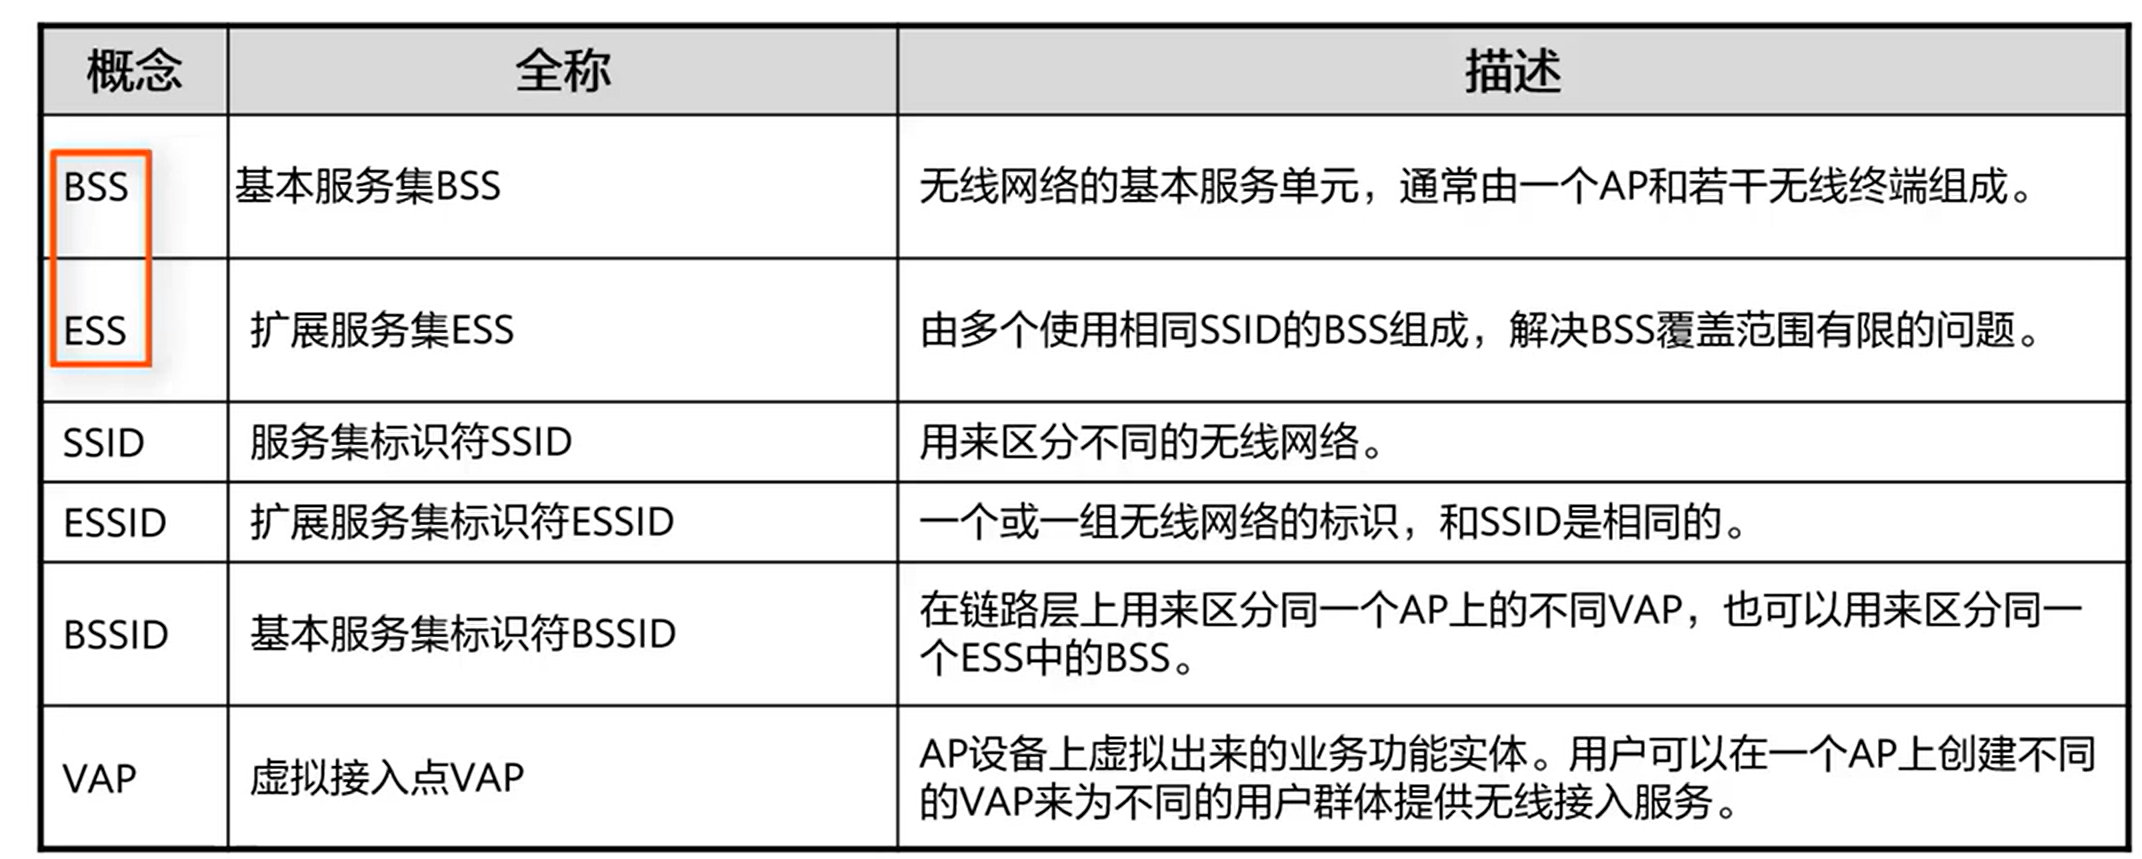 概念 全称 描述
BSS 基本服务集BSS 无线网络的基本服务单元，通常由一个AP和若干无线终端组成。
ESS 扩展服务集ESS 由多个使用相同SSID的BSS组成，解决BSS覆盖范围有限的问题。
SSID 服务集标识符SSID 用来区分不同的无线网络。
ESSID 扩展服务集标识符ESSID 一个或一组无线网络的标识，和SSID是相同的。
BSSID 基本服务集标识符BSSID 在链路层上用来区分同一个AP上的不同VAP，也可以用来区分同一
个ESS中的BSS。
VAP 虚拟接入点VAP AP设备上虚拟出来的业务功能实体。用户可以在一个AP上创建不同
的VAP来为不同的用户群体提供无线接入服务。